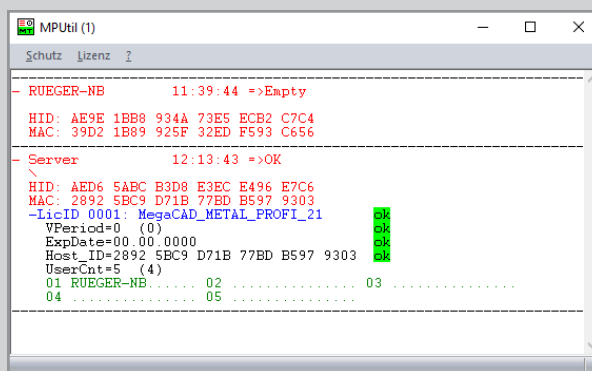 MPUtil (1)
Schutz Lizenz ?
- RUEGER-NB 11:39:44 =>Empty
HID: AE9E 1BB8 934A 73E5 ECB2 C7C4
MAC: 39D2 1B89 925F 32ED F593 C656
- Server 12:13:43 =>OK
\
HID: AED6 5ABC B3D8 E3EC E496 E7C6
MAC: 2892 5BC9 D71B 77BD B597 9303
-LicID 0001: MegaCAD_METAL_PROFI_21 ok
VPeriod=0 (0) ok
ExpDate=00.00.0000 ok
Host_ID=2892 5BC9 D71B 77BD B597 9303 ok
UserCnt=5 (4)
01 RUEGER-NB...... 02 ............... 03 ...............
04 ............... 05 ...............